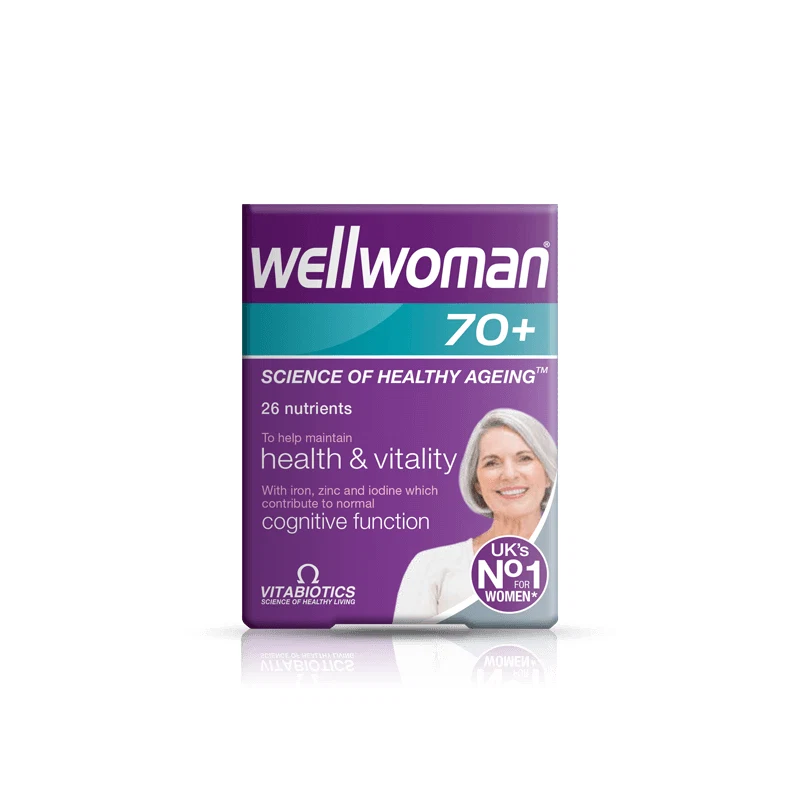 wellwoman®
70+
SCIENCE OF HEALTHY AGEING™
26 nutrients
To help maintain
health & vitality
With iron, zinc and iodine which
contribute to normal
cognitive function
UK's
No1
FOR
WOMEN*
Ω
VITABIOTICS
SCIENCE OF HEALTHY LIVING